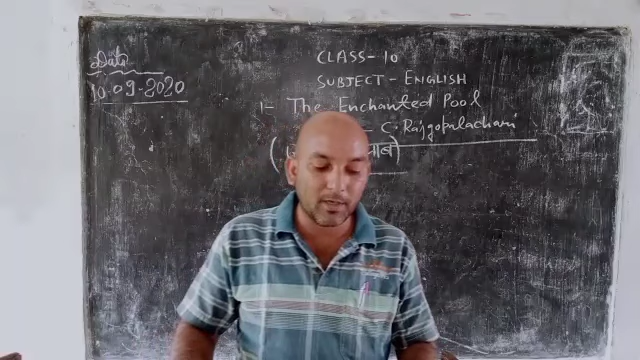 Date
10-09-2020
CLASS-10
SUBJECT - ENGLISH
1- The Enchanted Pool
- C. Rajgopalachari